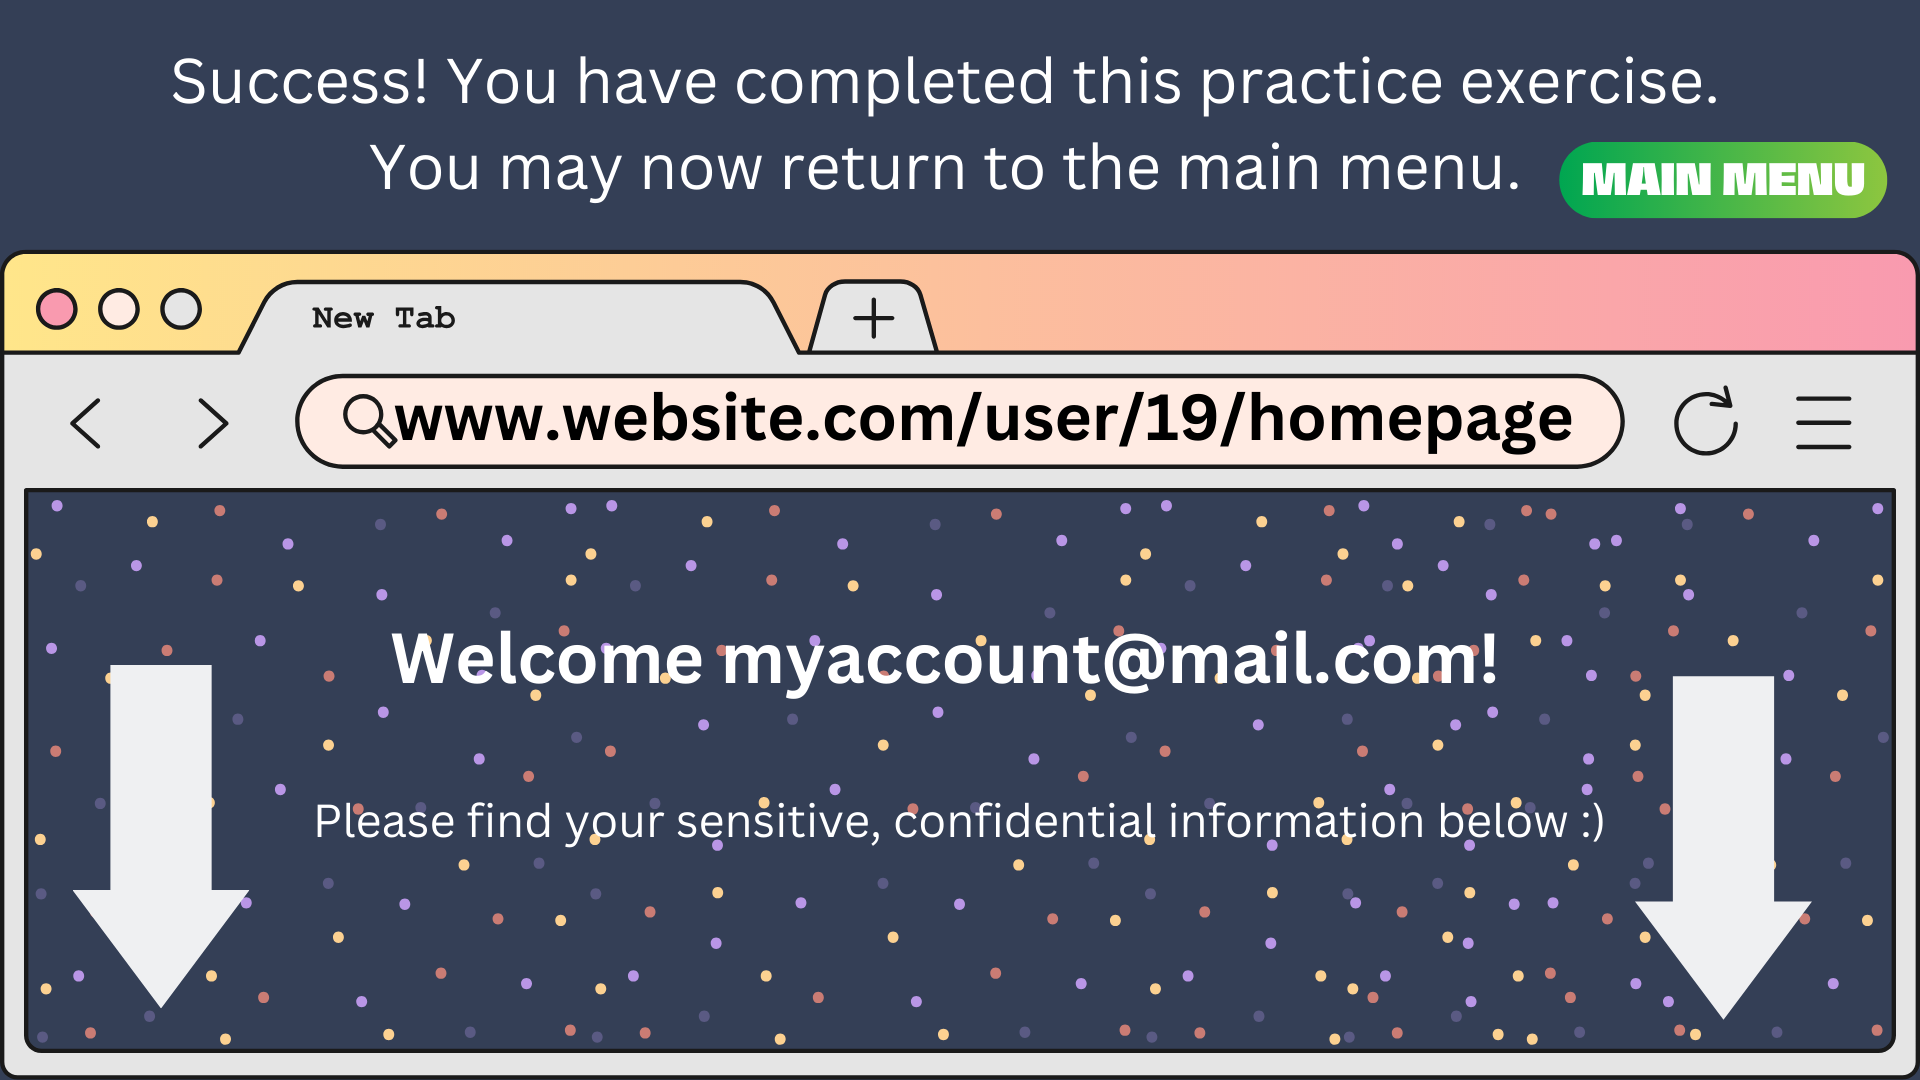 Success! You have completed this practice exercise.
You may now return to the main menu.
MAIN MENU
New Tab
www.website.com/user/19/homepage
Welcome myaccount@mail.com!
Please find your sensitive, confidential information below :)